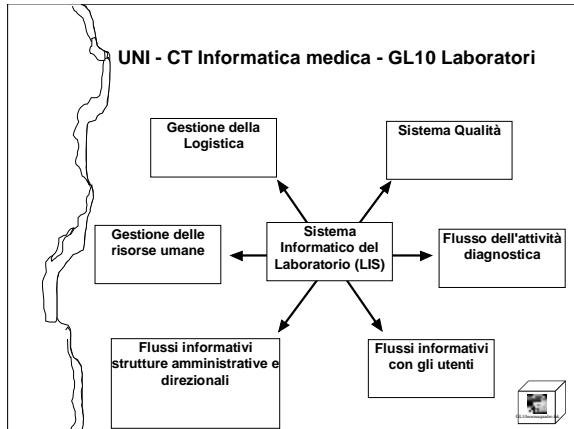 UNI - CT Informatica medica - GL10 Laboratori
Gestione della
Logistica
Sistema Qualità
Gestione delle
risorse umane
Sistema
Informatico del
Laboratorio (LIS)
Flusso dell'attività
diagnostica
Flussi informativi
strutture amministrative e
direzionali
Flussi informativi
con gli utenti